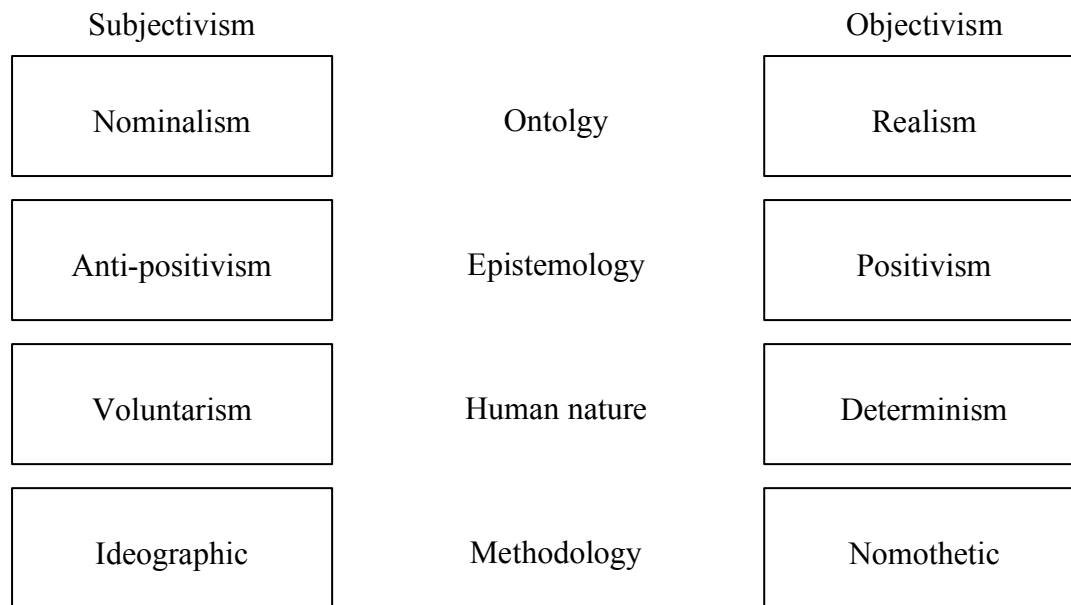 Subjectivism Objectivism
Nominalism Ontolgy Realism
Anti-positivism Epistemology Positivism
Voluntarism Human nature Determinism
Ideographic Methodology Nomothetic